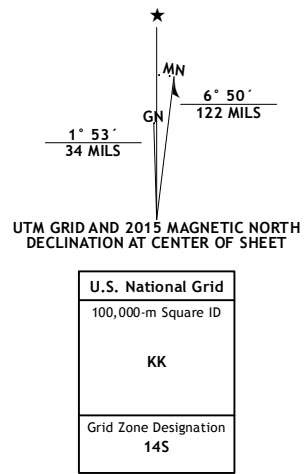 ★
MN
6° 50´
122 MILS
GN
1° 53´
34 MILS
UTM GRID AND 2015 MAGNETIC NORTH
DECLINATION AT CENTER OF SHEET
U.S. National Grid
100,000-m Square ID
KK
Grid Zone Designation
14S